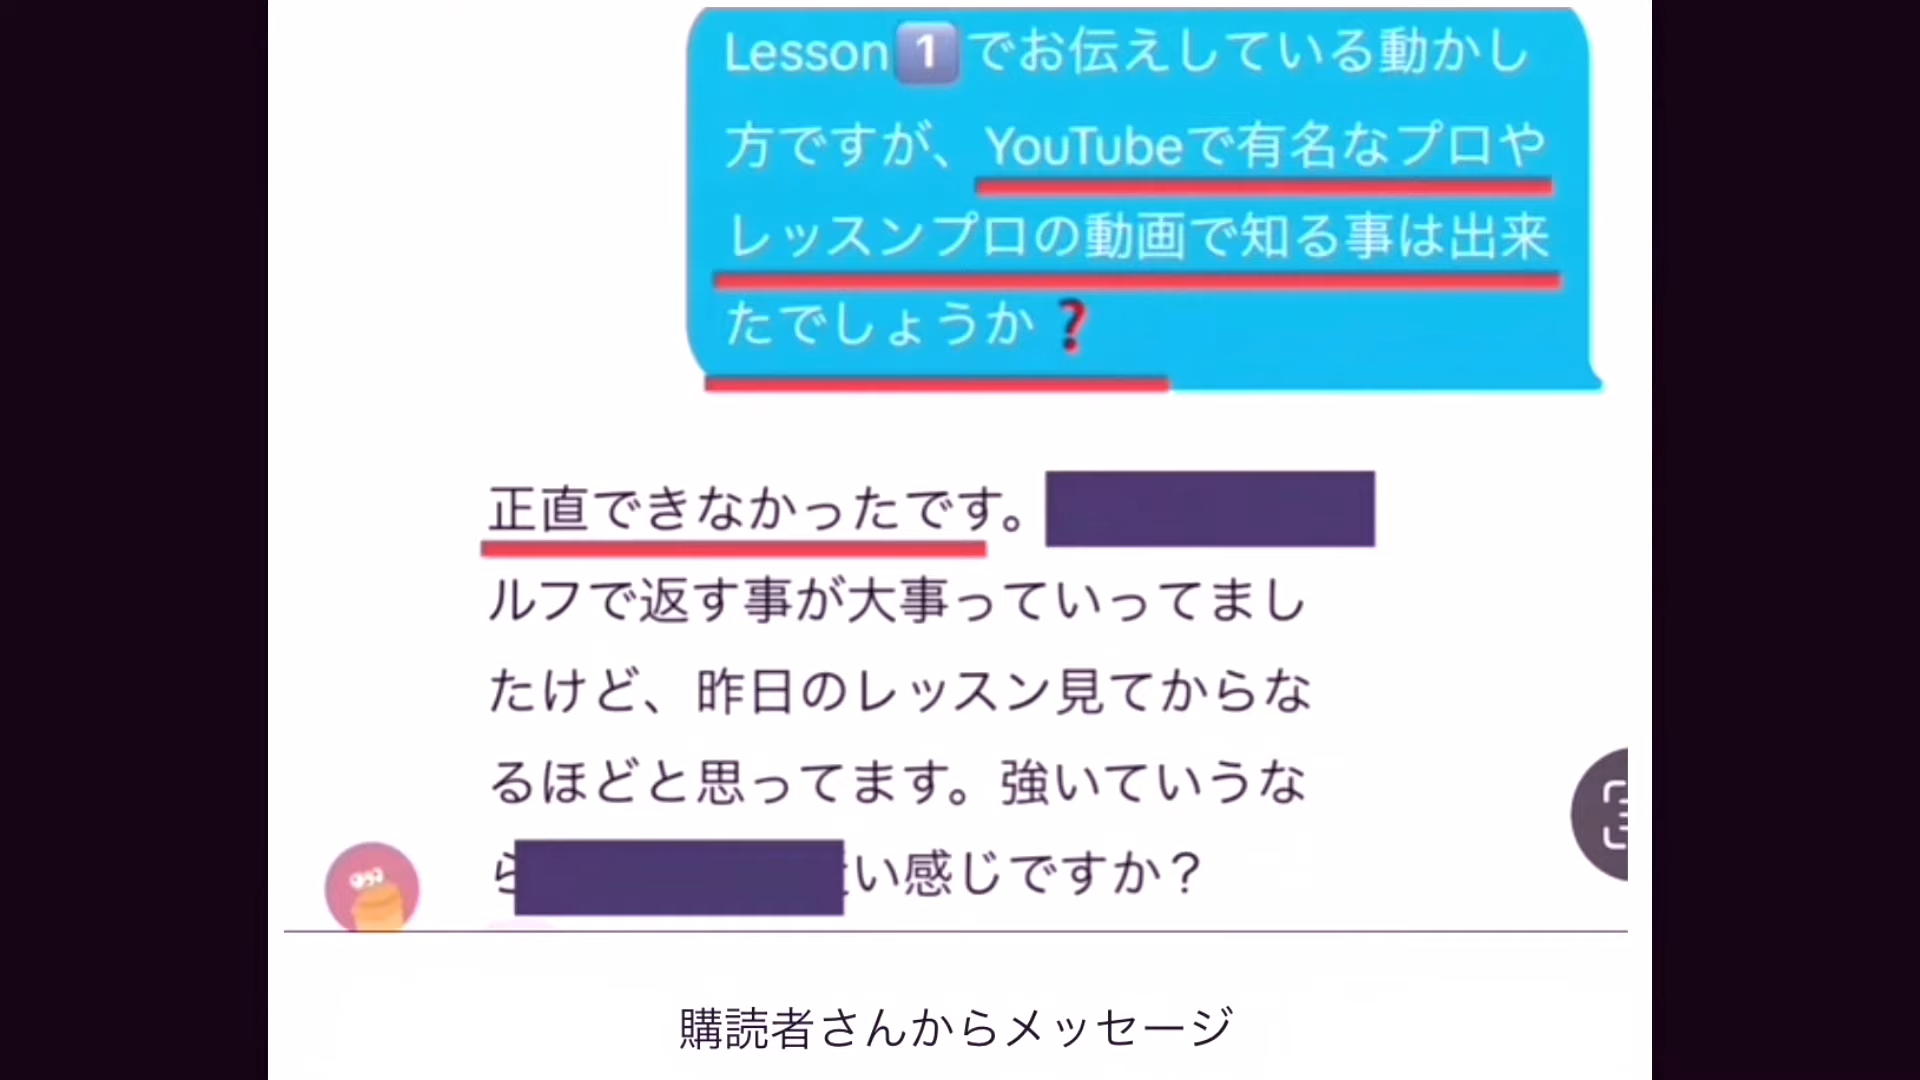 Lesson1️⃣でお伝えしている動かし
方ですが、YouTubeで有名なプロや
レッスンプロの動画で知る事は出来
たでしょうか❓
正直できなかったです。
ルフで返す事が大事っていってまし
たけど、昨日のレッスン見てからな
るほどと思ってます。強いていうな
ら い感じですか？
購読者さんからメッセージ